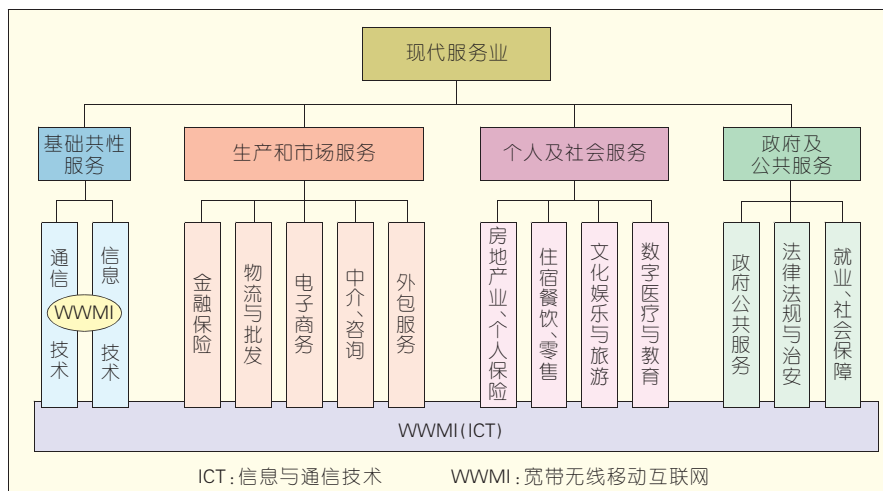 现代服务业
基础共性
服务
生产和市场服务
个人及社会服务
政府及
公共服务
通信技术
信息技术
WWMI
金融保险
物流与批发
电子商务
中介、咨询
外包服务
房地产业、个人保险
住宿餐饮、零售
文化娱乐与旅游
数字医疗与教育
政府公共服务
法律法规与治安
就业、社会保障
WWMI(ICT)
ICT:信息与通信技术 WWMI:宽带无线移动互联网